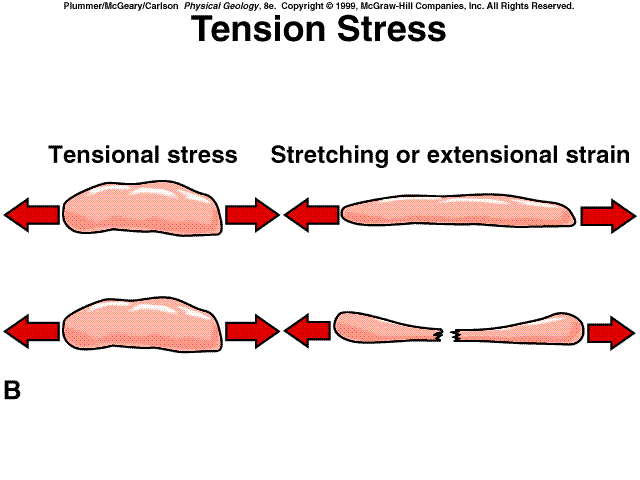 Plummer/McGeary/Carlson Physical Geology, 8e. Copyright © 1999, McGraw-Hill Companies, Inc. All Rights Reserved.
Tension Stress
Tensional stress Stretching or extensional strain
B